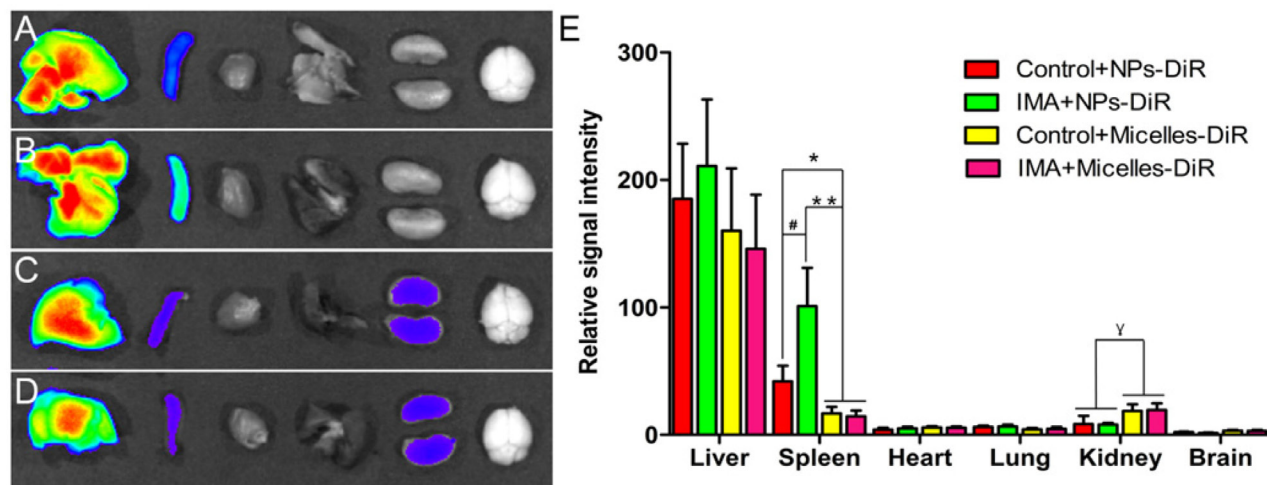 A
B
C
D
E
Relative signal intensity
300
200
100
0
Control+NPs-DiR
IMA+NPs-DiR
Control+Micelles-DiR
IMA+Micelles-DiR
*
**
#
γ
Liver Spleen Heart Lung Kidney Brain